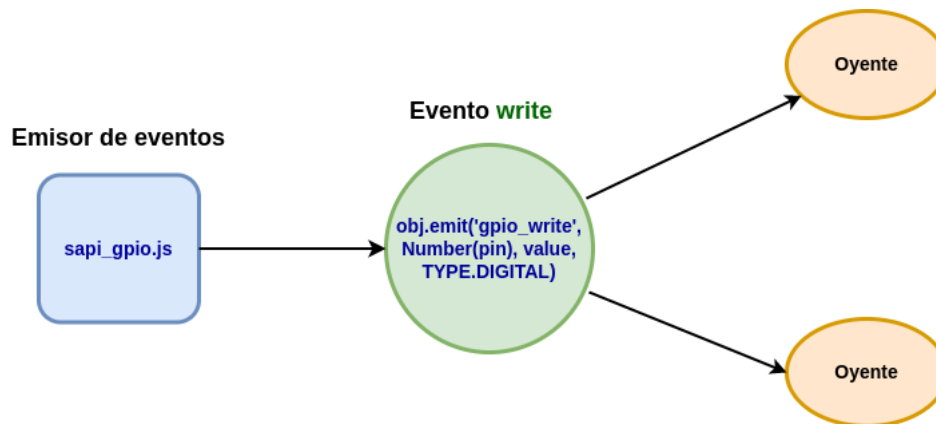 Oyente
Evento write
Emisor de eventos
obj.emit('gpio_write',
Number(pin), value,
TYPE.DIGITAL)
sapi_gpio.js
Oyente